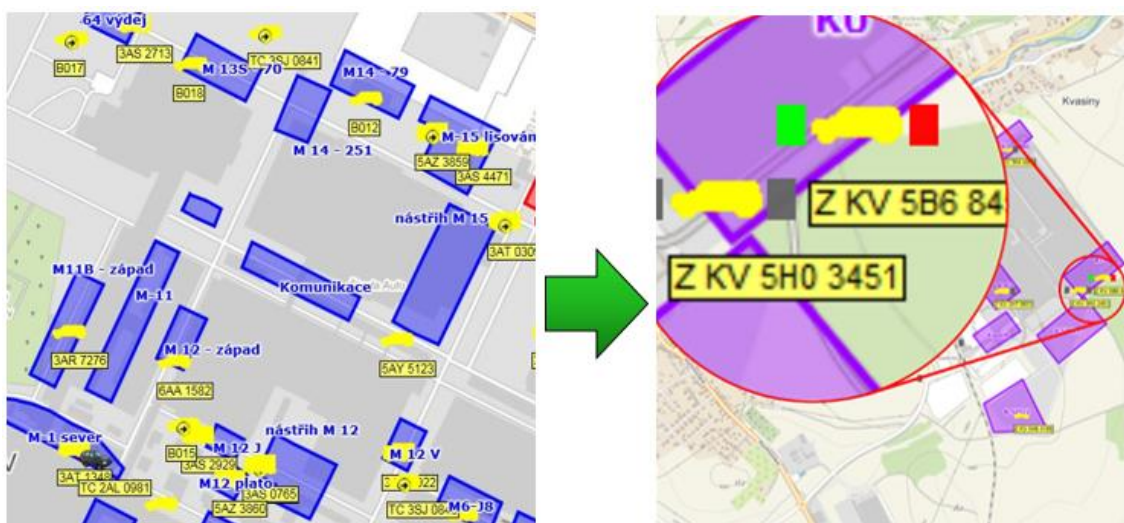 64 výdej
3AS 2713
B017
TC 3SJ 0841
M 13S - 70
B018
M14 - 79
B012
M 14 - 251
M-15 lisován
5AZ 3859
3AS 4471
nástřih M 15
3AT 0309
M11B - západ
M-11
Komunikace
3AR 7276
M 12 - západ
6AA 1582
5AY 5123
M-1 sever
TC 2AL 0981
B015
M 12 J
3AS 2929
nástřih M 12
M12 plato
3AS 0765
5AZ 3860
M 12 V
TC 3SJ 084
M6-J8
KU
Z KV 5B6 84
Z KV 5H0 3451
Kvasiny